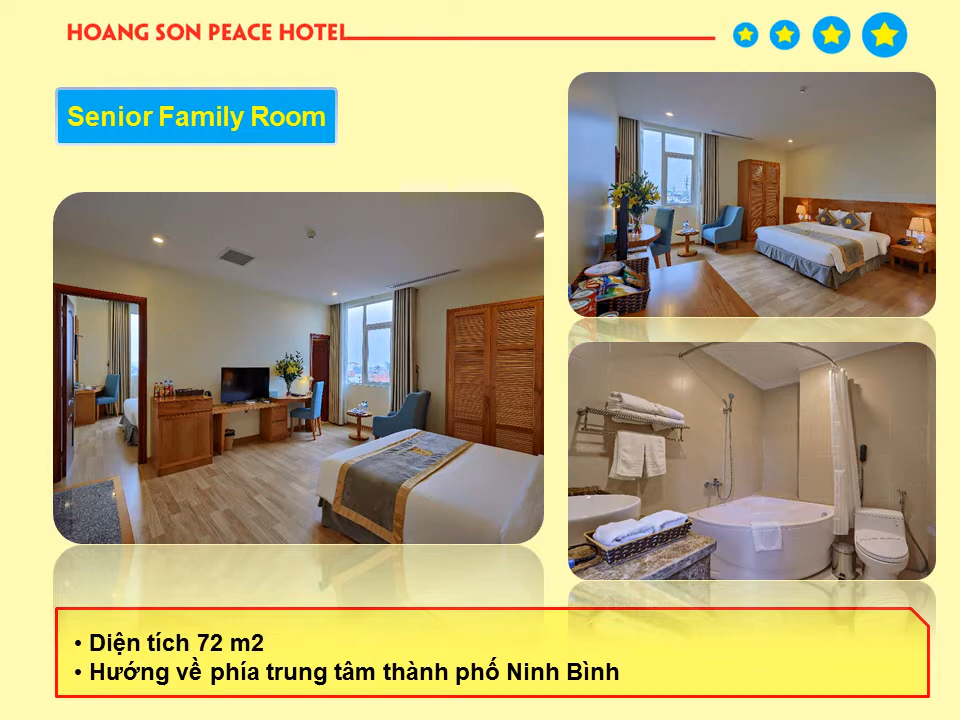 HOANG SON PEACE HOTEL
Senior Family Room
• Diện tích 72 m2
• Hướng về phía trung tâm thành phố Ninh Bình